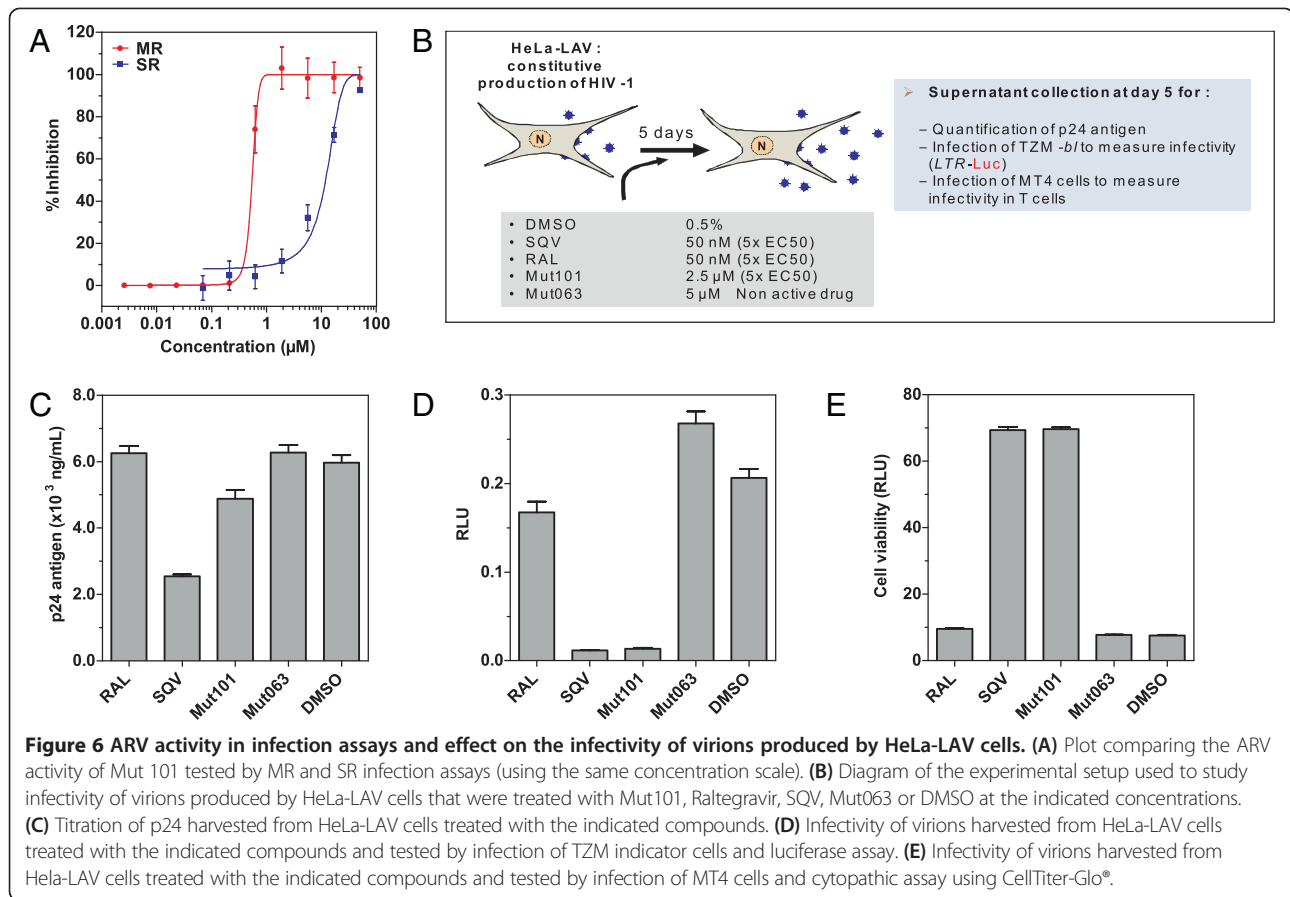 A
MR
SR
120
100
80
60
40
20
0
% Inhibition
0.001 0.01 0.1 1 10 100
Concentration (µM)
B
HeLa-LAV :
constitutive
production of HIV -1
N
5 days
N
• DMSO 0.5%
• SQV 50 nM (5x EC50)
• RAL 50 nM (5x EC50)
• Mut101 2.5 µM (5x EC50)
• Mut063 5 µM Non active drug
➢ Supernatant collection at day 5 for :
– Quantification of p24 antigen
– Infection of TZM -bl to measure infectivity
(LTR-Luc)
– Infection of MT4 cells to measure
infectivity in T cells
C
8.0
6.0
4.0
2.0
0.0
p24 antigen (x10³ ng/mL)
RAL SQV Mut101 Mut063 DMSO
D
0.3
0.2
0.1
0.0
RLU
RAL SQV Mut101 Mut063 DMSO
E
80
60
40
20
0
Cell viability (RLU)
RAL SQV Mut101 Mut063 DMSO
Figure 6 ARV activity in infection assays and effect on the infectivity of virions produced by HeLa-LAV cells. (A) Plot comparing the ARV
activity of Mut 101 tested by MR and SR infection assays (using the same concentration scale). (B) Diagram of the experimental setup used to study
infectivity of virions produced by HeLa-LAV cells that were treated with Mut101, Raltegravir, SQV, Mut063 or DMSO at the indicated concentrations.
(C) Titration of p24 harvested from HeLa-LAV cells treated with the indicated compounds. (D) Infectivity of virions harvested from HeLa-LAV cells
treated with the indicated compounds and tested by infection of TZM indicator cells and luciferase assay. (E) Infectivity of virions harvested from
Hela-LAV cells treated with the indicated compounds and tested by infection of MT4 cells and cytopathic assay using CellTiter-Glo®.